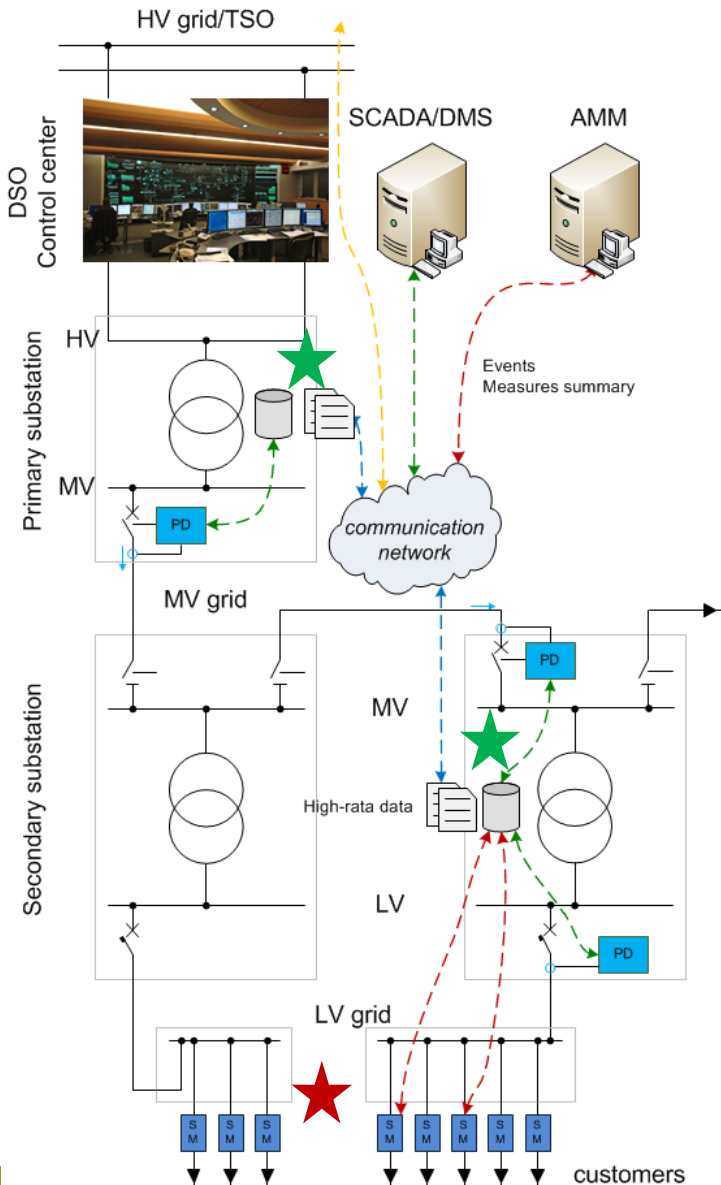 HV grid/TSO
SCADA/DMS
AMM
DSO
Control center
HV
Events
Measures summary
Primary substation
MV
PD
communication
network
MV grid
PD
MV
Secondary substation
High-rata data
LV
PD
LV grid
S
M
S
M
S
M
S
M
S
M
S
M
S
M
S
M
customers